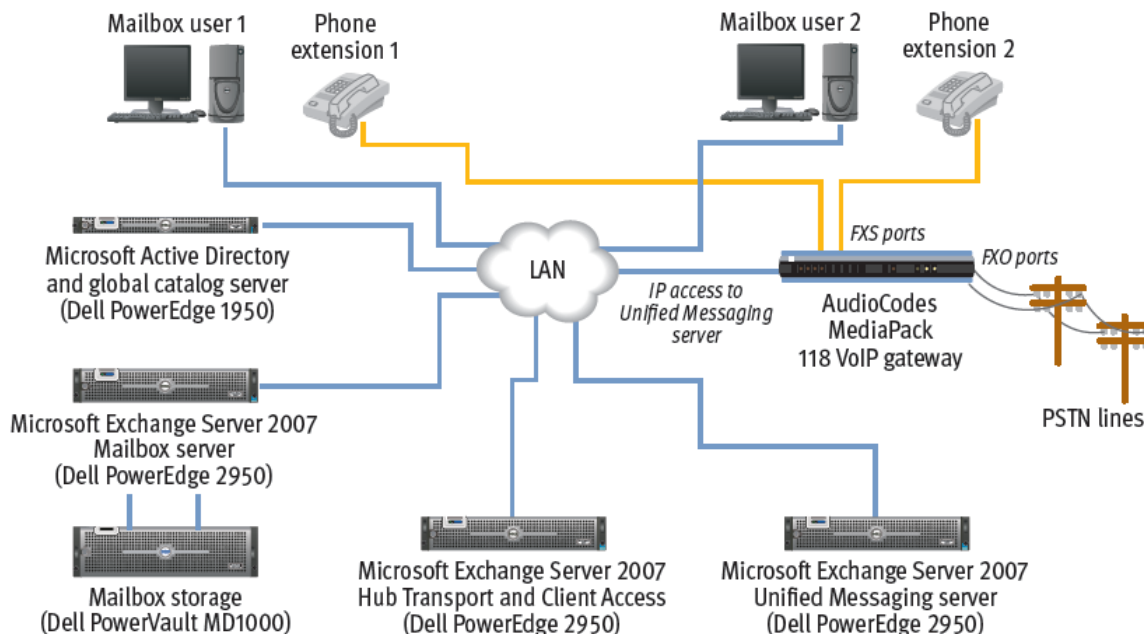 Mailbox user 1
Phone
extension 1
Mailbox user 2
Phone
extension 2
Microsoft Active Directory
and global catalog server
(Dell PowerEdge 1950)
LAN
FXS ports
FXO ports
IP access to
Unified Messaging
server
AudioCodes
MediaPack
118 VoIP gateway
PSTN lines
Microsoft Exchange Server 2007
Mailbox server
(Dell PowerEdge 2950)
Mailbox storage
(Dell PowerVault MD1000)
Microsoft Exchange Server 2007
Hub Transport and Client Access
(Dell PowerEdge 2950)
Microsoft Exchange Server 2007
Unified Messaging server
(Dell PowerEdge 2950)